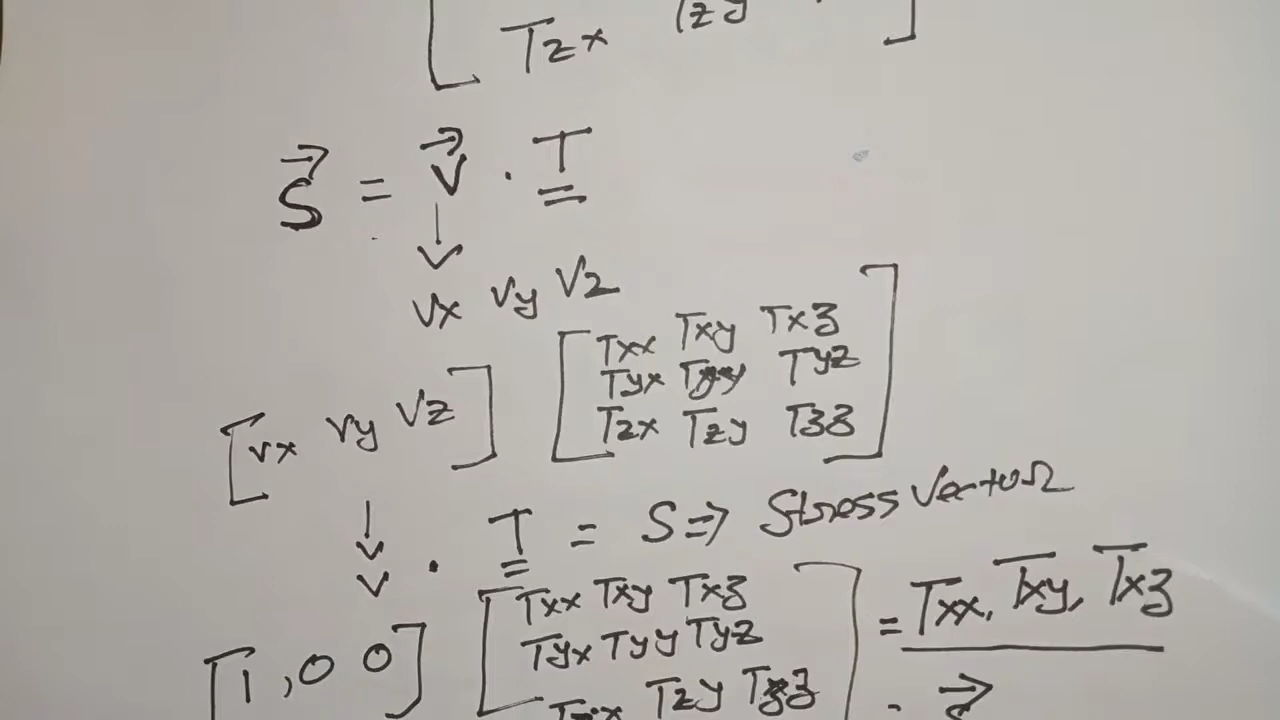 Tzx Tzy
S = V . T
Vx Vy Vz
Txx Txy Txz
Tyx Tyy Tyz
[Vx Vy Vz] Tzx Tzy Tzz
V . T = S ⇒ Stress Vector
Txx Txy Txz
Tyx Tyy Tyz = Txx, Txy, Txz
[1, 0 0] Tzx Tzy Tzz